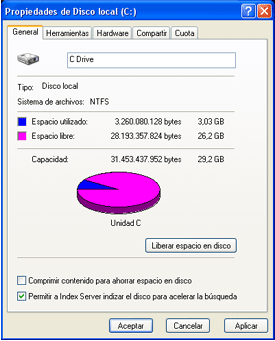 Propiedades de Disco local (C:)
General Herramientas Hardware Compartir Cuota
C Drive
Tipo: Disco local
Sistema de archivos: NTFS
Espacio utilizado: 3.260.080.128 bytes 3,03 GB
Espacio libre: 28.193.357.824 bytes 26,2 GB
Capacidad: 31.453.437.952 bytes 29,2 GB
Unidad C
Liberar espacio en disco
Comprimir contenido para ahorrar espacio en disco
Permitir a Index Server indizar el disco para acelerar la búsqueda
Aceptar Cancelar Aplicar